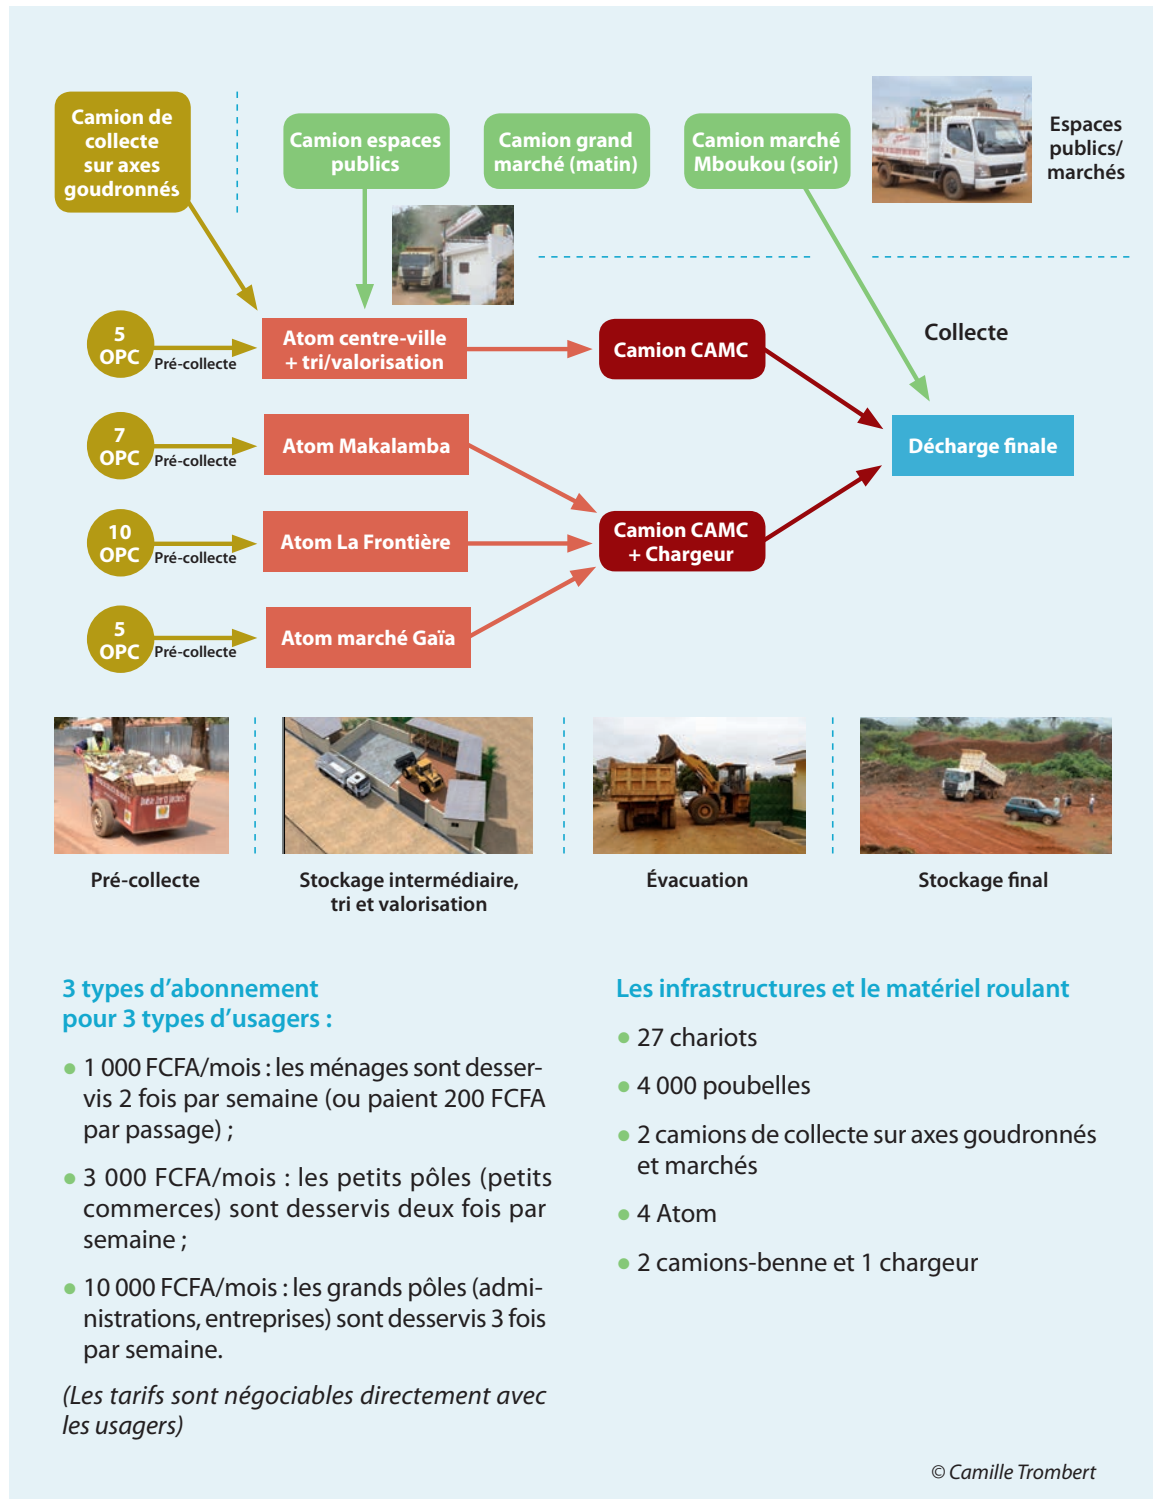 Camion de
collecte
sur axes
goudronnés
Camion espaces
publics
Camion grand
marché (matin)
Camion marché
Mboukou (soir)
Espaces
publics/
marchés
Collecte
5
OPC
Pré-collecte
Atom centre-ville
+ tri/valorisation
Camion CAMC
7
OPC
Pré-collecte
Atom Makalamba
Décharge finale
10
OPC
Pré-collecte
Atom La Frontière
Camion CAMC
+ Chargeur
5
OPC
Pré-collecte
Atom marché Gaïa
Pré-collecte
Stockage intermédiaire,
tri et valorisation
Évacuation
Stockage final
3 types d’abonnement
pour 3 types d’usagers :
● 1 000 FCFA/mois : les ménages sont desser-
vis 2 fois par semaine (ou paient 200 FCFA
par passage) ;
● 3 000 FCFA/mois : les petits pôles (petits
commerces) sont desservis deux fois par
semaine ;
● 10 000 FCFA/mois : les grands pôles (admi-
nistrations, entreprises) sont desservis 3 fois
par semaine.
(Les tarifs sont négociables directement avec
les usagers)
Les infrastructures et le matériel roulant
● 27 chariots
● 4 000 poubelles
● 2 camions de collecte sur axes goudronnés
et marchés
● 4 Atom
● 2 camions-benne et 1 chargeur
© Camille Trombert